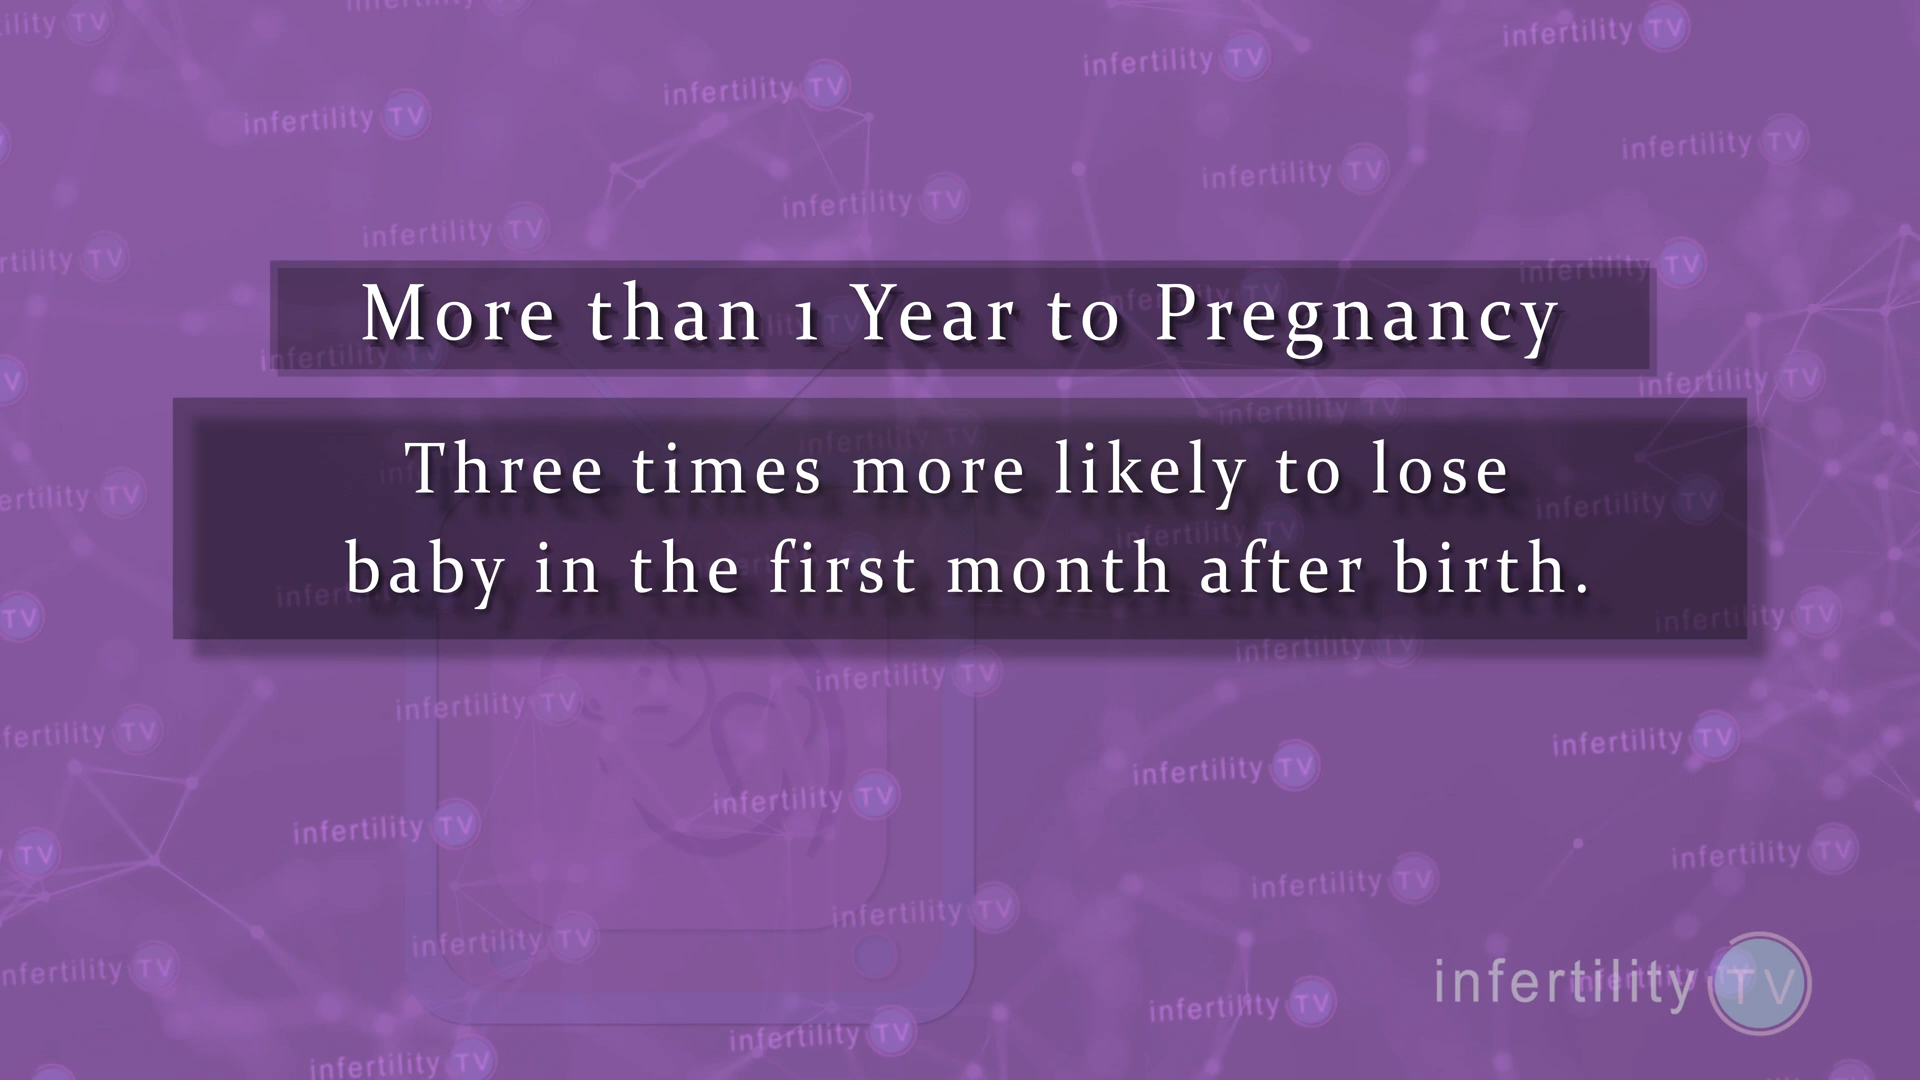 More than 1 Year to Pregnancy
Three times more likely to lose
baby in the first month after birth.
infertility TV